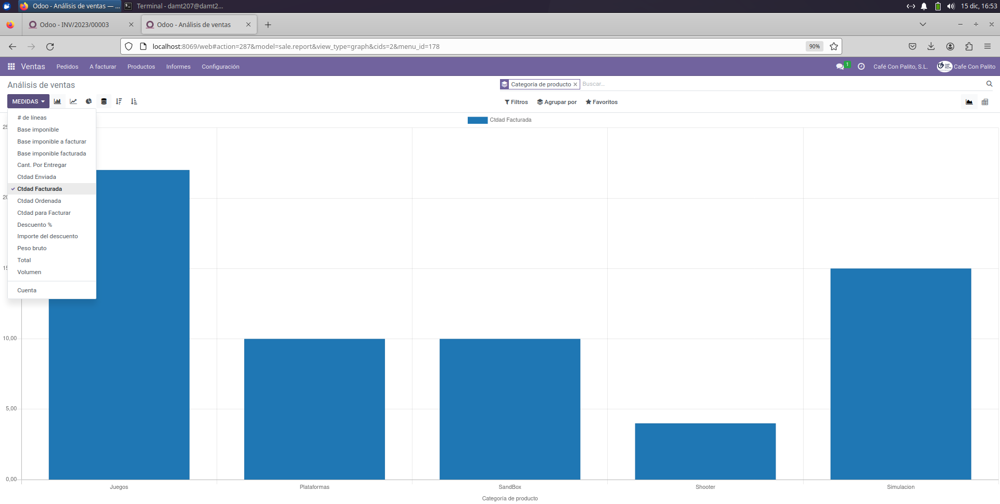 Odoo - Análisis de ventas — ...
Terminal - damt207@damt2...
15 dic, 16:53
Odoo - INV/2023/00003
Odoo - Análisis de ventas
localhost:8069/web#action=287&model=sale.report&view_type=graph&cids=2&menu_id=178
90%
Ventas
Pedidos
A facturar
Productos
Informes
Configuración
1
Café Con Palito, S.L.
Cafe Con Palito
Análisis de ventas
Categoría de producto
Buscar...
MEDIDAS
Filtros
Agrupar por
Favoritos
# de líneas
Base imponible
Base imponible a facturar
Base imponible facturada
Cant. Por Entregar
Ctdad Enviada
Ctdad Facturada
Ctdad Ordenada
Ctdad para Facturar
Descuento %
Importe del descuento
Peso bruto
Total
Volumen
Cuenta
Ctdad Facturada
10,00
5,00
0,00
Juegos
Plataformas
SandBox
Shooter
Simulacion
Categoría de producto